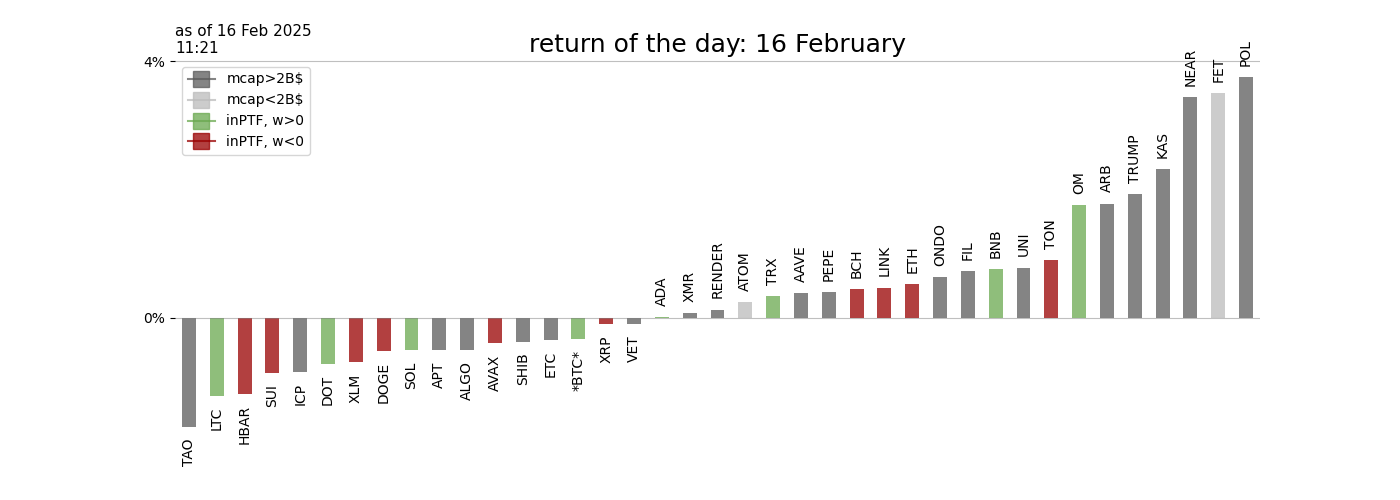 as of 16 Feb 2025
11:21
return of the day: 16 February
4%
mcap>2B$
mcap<2B$
inPTF, w>0
inPTF, w<0
0%
TAO
LTC
HBAR
SUI
ICP
DOT
XLM
DOGE
SOL
APT
ALGO
AVAX
SHIB
ETC
*BTC*
XRP
VET
ADA
XMR
RENDER
ATOM
TRX
AAVE
PEPE
BCH
LINK
ETH
ONDO
FIL
BNB
UNI
TON
OM
ARB
TRUMP
KAS
NEAR
FET
POL